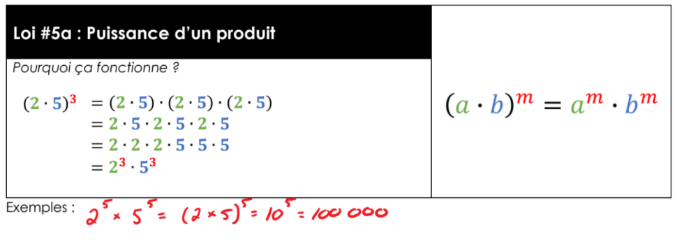 Loi #5a : Puissance d'un produit
Pourquoi ça fonctionne ?
(2 · 5)³ = (2 · 5) · (2 · 5) · (2 · 5)
= 2 · 5 · 2 · 5 · 2 · 5
= 2 · 2 · 2 · 5 · 5 · 5
= 2³ · 5³
(a · b)ᵐ = aᵐ · bᵐ
Exemples : 2⁵ × 5⁵ = (2 × 5)⁵ = 10⁵ = 100 000